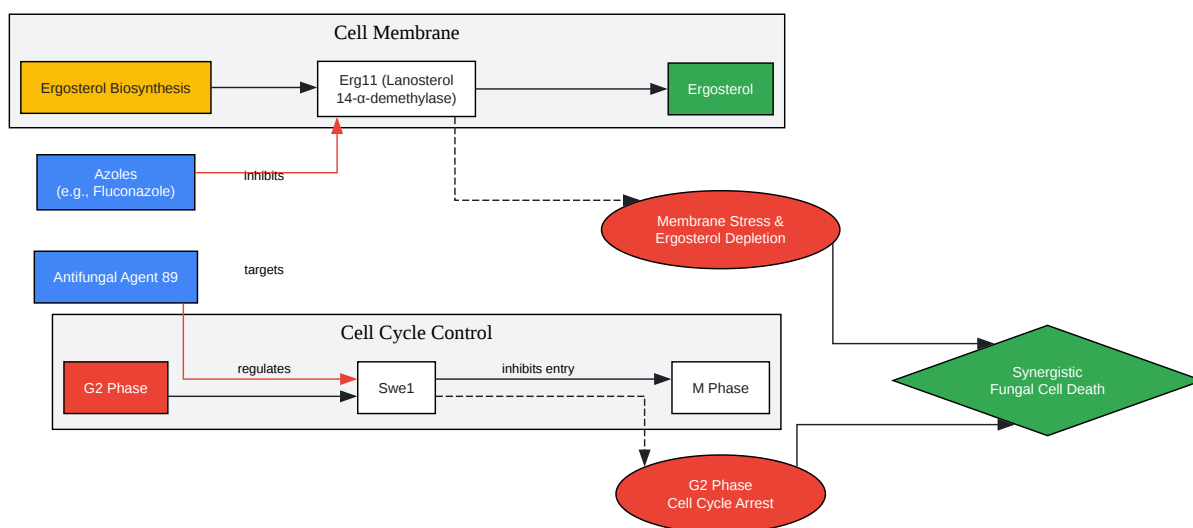 Cell Membrane
Ergosterol Biosynthesis
Erg11 (Lanosterol
14-α-demethylase)
Ergosterol
Azoles
(e.g., Fluconazole)
inhibits
Membrane Stress &
Ergosterol Depletion
Antifungal Agent 89
targets
Cell Cycle Control
G2 Phase
regulates
Swe1
inhibits entry
M Phase
Synergistic
Fungal Cell Death
G2 Phase
Cell Cycle Arrest